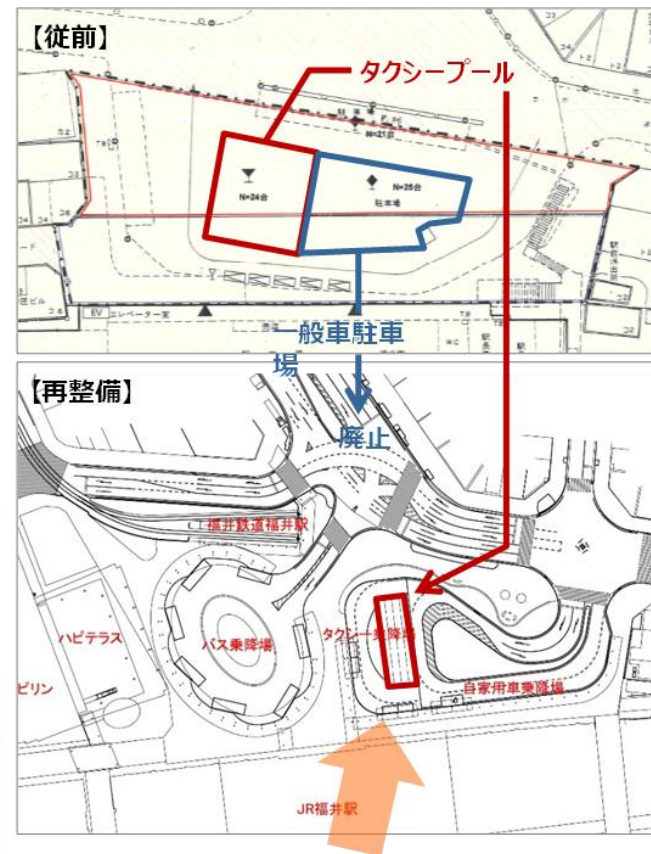 【従前】
タクシープール
N=21台
N=24台
N=25台
駐車場
EV
エレベーター室
WC
一般車駐車
場
【再整備】
廃止
福井鉄道福井駅
ハピテラス
バス乗降場
タクシー乗降場
ピリン
自家用車乗降場
JR福井駅